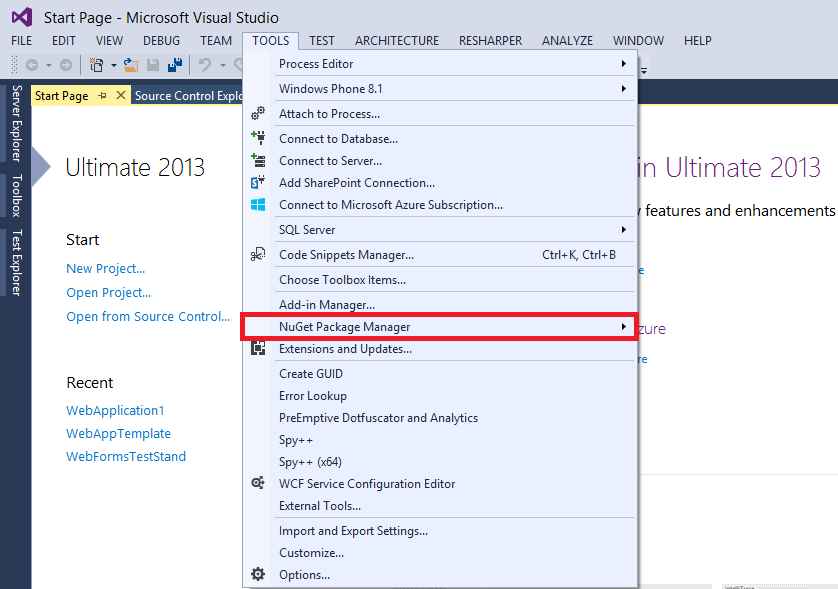 Start Page - Microsoft Visual Studio
FILE EDIT VIEW DEBUG TEAM TOOLS TEST ARCHITECTURE RESHARPER ANALYZE WINDOW HELP
Process Editor
Windows Phone 8.1
Attach to Process...
Connect to Database...
Connect to Server...
Add SharePoint Connection...
Connect to Microsoft Azure Subscription...
SQL Server
Code Snippets Manager... Ctrl+K, Ctrl+B
Choose Toolbox Items...
Add-in Manager...
NuGet Package Manager
Extensions and Updates...
Create GUID
Error Lookup
PreEmptive Dotfuscator and Analytics
Spy++
Spy++ (x64)
WCF Service Configuration Editor
External Tools...
Import and Export Settings...
Customize...
Options...
Server Explorer
Toolbox
Test Explorer
Start Page Source Control Explo
Ultimate 2013
Start
New Project...
Open Project...
Open from Source Control...
Recent
WebApplication1
WebAppTemplate
WebFormsTestStand
in Ultimate 2013
features and enhancements